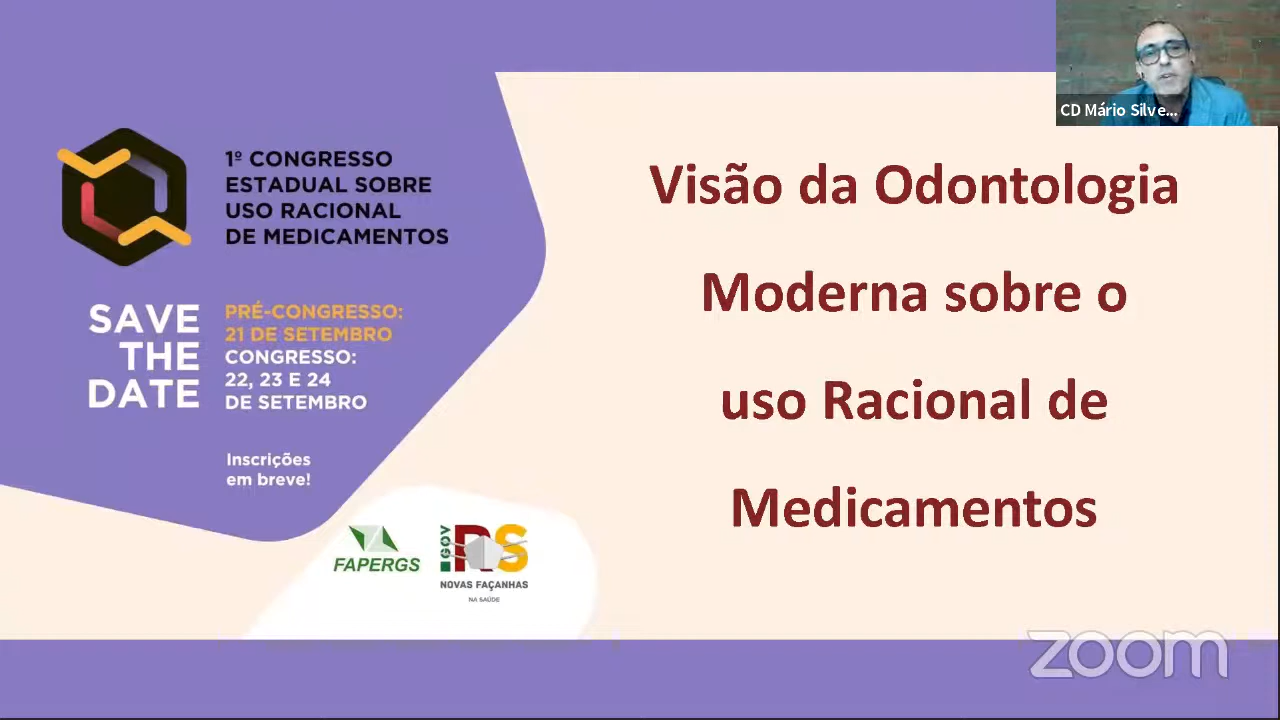 CD Mário Silve...
1º CONGRESSO
ESTADUAL SOBRE
USO RACIONAL
DE MEDICAMENTOS
SAVE
THE
DATE
PRÉ-CONGRESSO:
21 DE SETEMBRO
CONGRESSO:
22, 23 E 24
DE SETEMBRO
Inscrições
em breve!
FAPERGS
GOV
RS
NOVAS FAÇANHAS
NA SAÚDE
Visão da Odontologia
Moderna sobre o
uso Racional de
Medicamentos
zoom